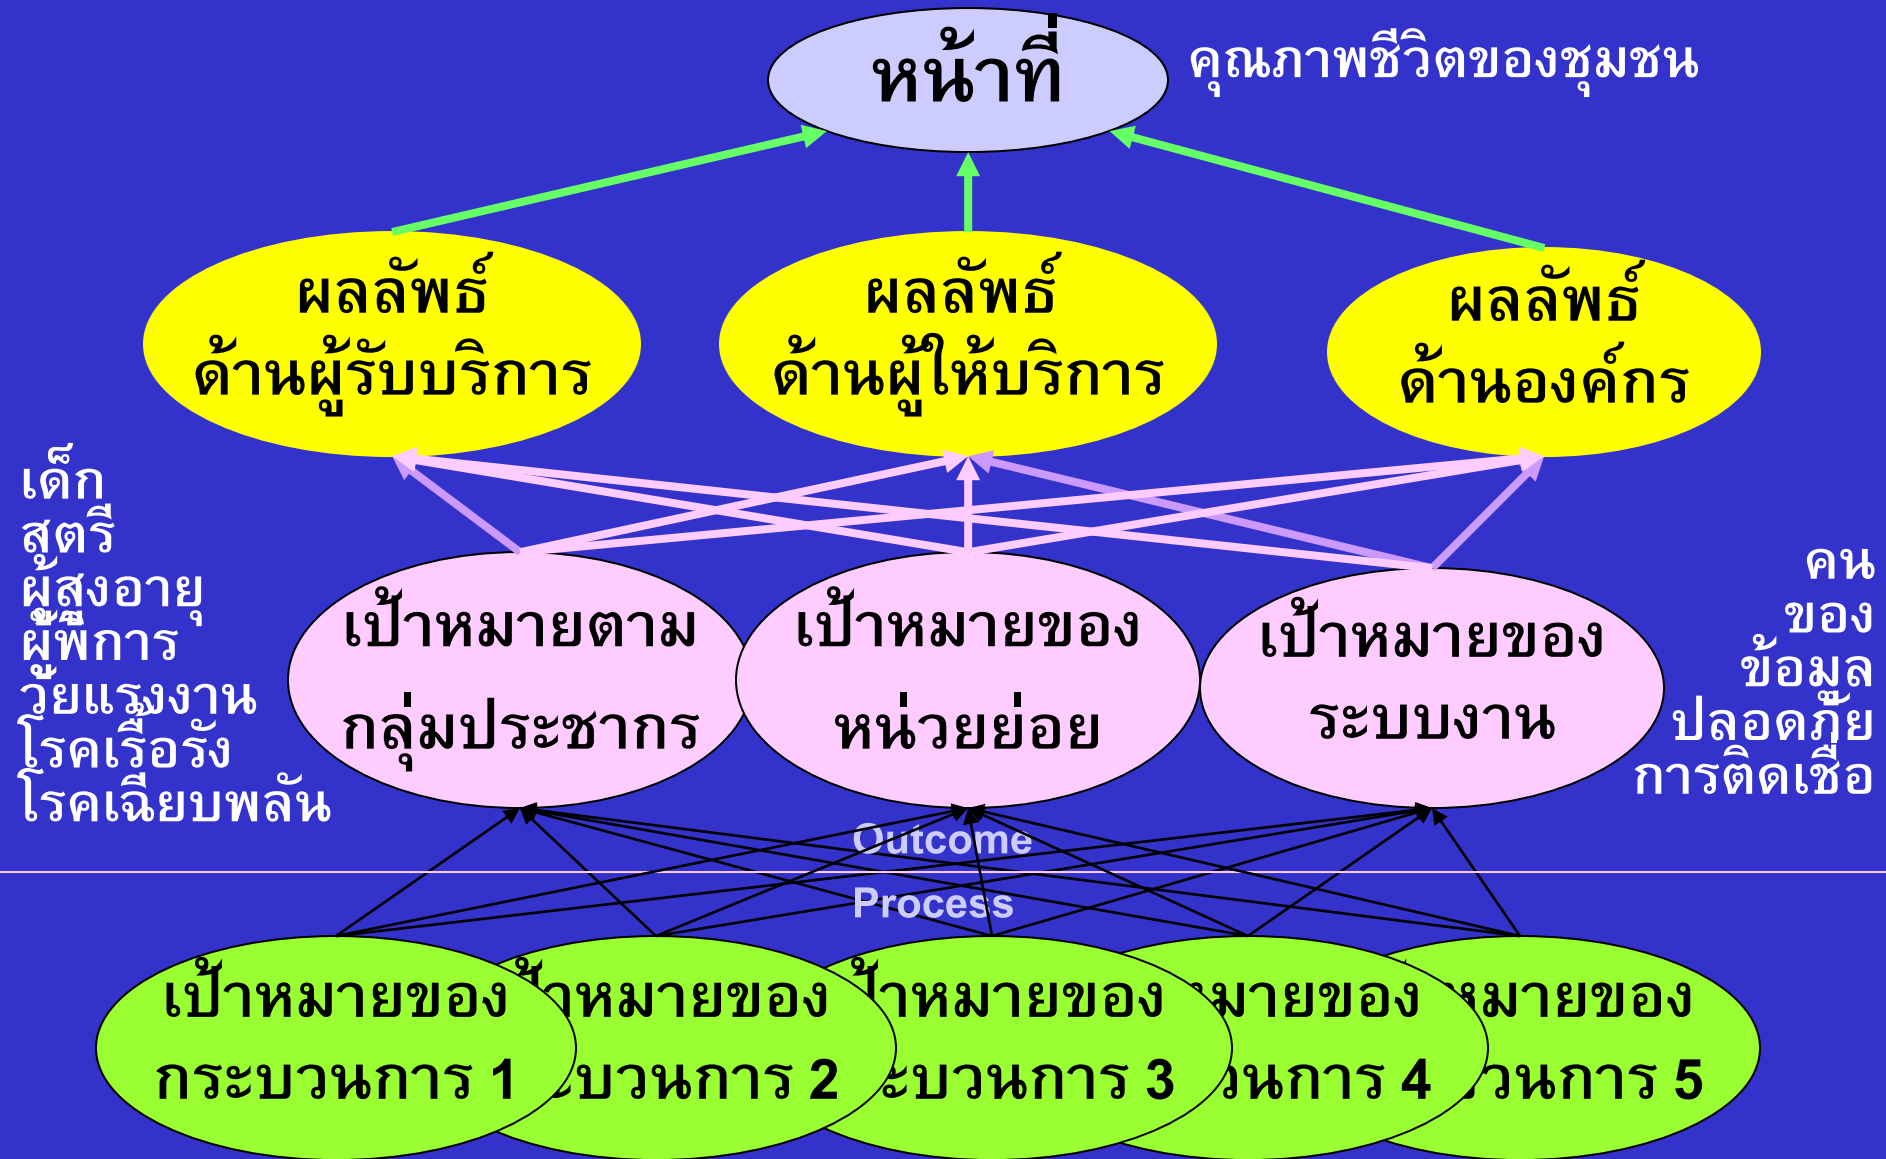 หน้าที่
คุณภาพชีวิตของชุมชน
ผลลัพธ์
ด้านผู้รับบริการ
ผลลัพธ์
ด้านผู้ให้บริการ
ผลลัพธ์
ด้านองค์กร
เด็ก
สตรี
ผู้สูงอายุ
ผู้พิการ
วัยแรงงาน
โรคเรื้อรัง
โรคเฉียบพลัน
เป้าหมายตาม
กลุ่มประชากร
เป้าหมายของ
หน่วยย่อย
เป้าหมายของ
ระบบงาน
คน
ของ
ข้อมูล
ปลอดภัย
การติดเชื่อ
Outcome
Process
เป้าหมายของ
กระบวนการ 1
ป้าหมายของ
ะบวนการ 2
ป้าหมายของ
ะบวนการ 3
หมายของ
วนการ 4
หมายของ
วนการ 5